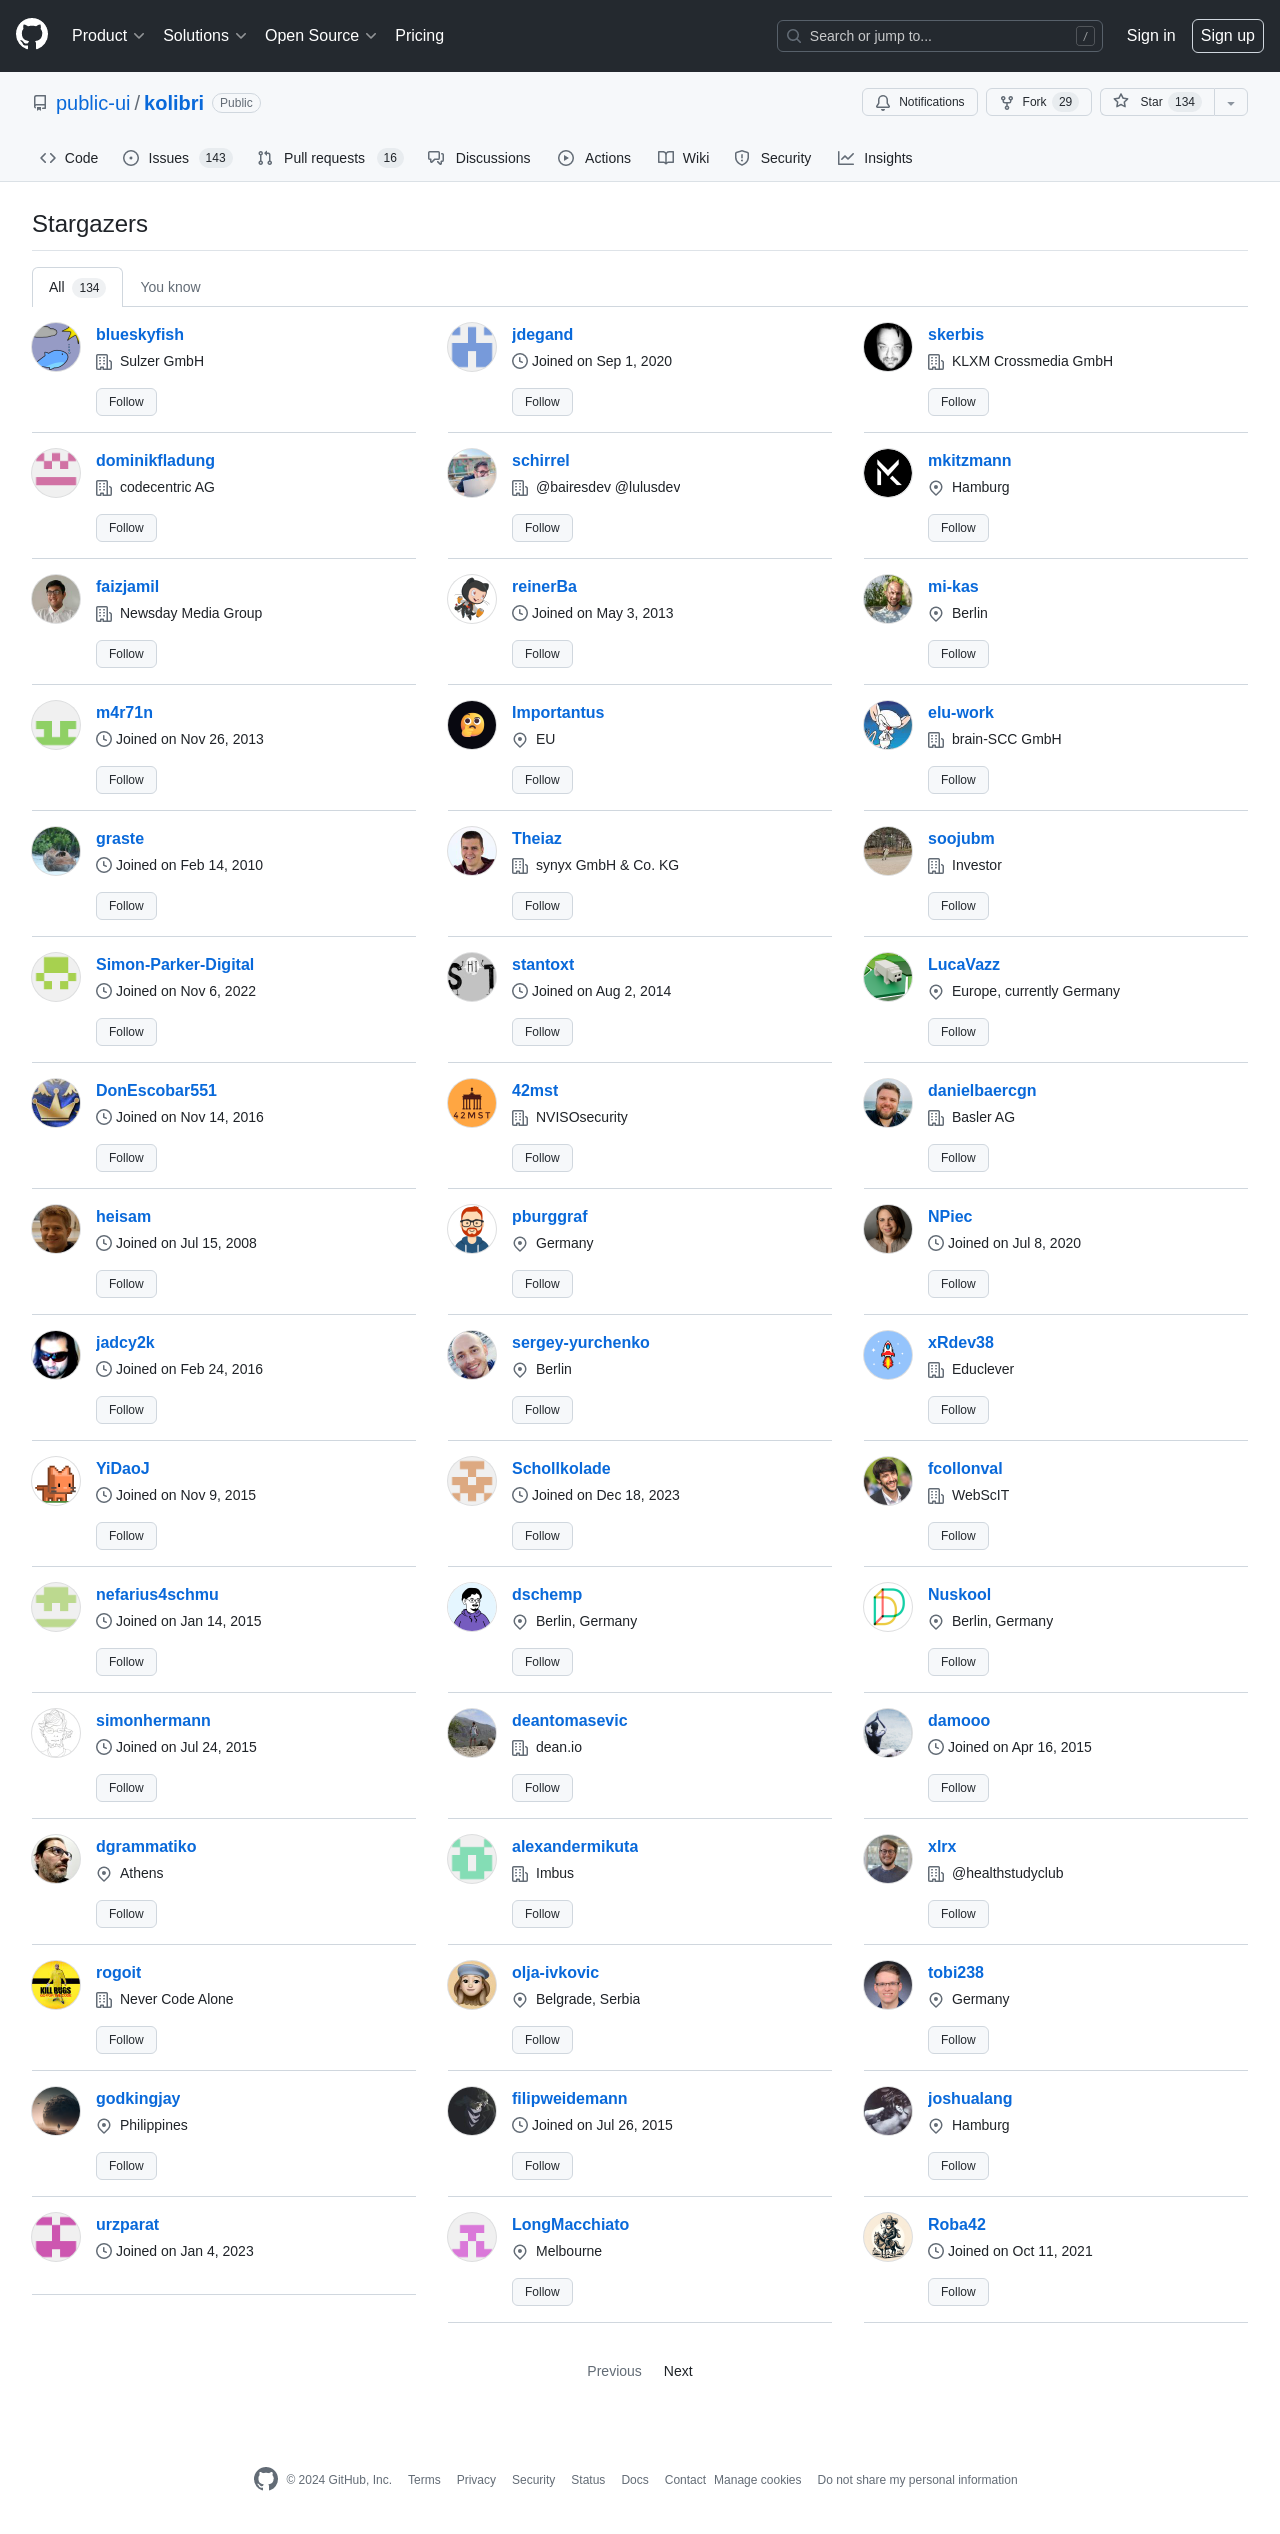 Product Solutions Open Source Pricing Search or jump to... / Sign in Sign up
public-ui / kolibri Public Notifications Fork 29 Star 134
Code Issues 143 Pull requests 16 Discussions Actions Wiki Security Insights
Stargazers
All 134 You know
blueskyfish jdegand skerbis
Sulzer GmbH Joined on Sep 1, 2020 KLXM Crossmedia GmbH
Follow Follow Follow
dominikfladung schirrel mkitzmann
codecentric AG @bairesdev @lulusdev Hamburg
Follow Follow Follow
faizjamil reinerBa mi-kas
Newsday Media Group Joined on May 3, 2013 Berlin
Follow Follow Follow
m4r71n Importantus elu-work
Joined on Nov 26, 2013 EU brain-SCC GmbH
Follow Follow Follow
graste Theiaz soojubm
Joined on Feb 14, 2010 synyx GmbH & Co. KG Investor
Follow Follow Follow
Simon-Parker-Digital stantoxt LucaVazz
Joined on Nov 6, 2022 Joined on Aug 2, 2014 Europe, currently Germany
Follow Follow Follow
DonEscobar551 42mst danielbaercgn
42MST
Joined on Nov 14, 2016 NVISOsecurity Basler AG
Follow Follow Follow
heisam pburggraf NPiec
Joined on Jul 15, 2008 Germany Joined on Jul 8, 2020
Follow Follow Follow
jadcy2k sergey-yurchenko xRdev38
Joined on Feb 24, 2016 Berlin Educlever
Follow Follow Follow
YiDaoJ Schollkolade fcollonval
Joined on Nov 9, 2015 Joined on Dec 18, 2023 WebScIT
Follow Follow Follow
nefarius4schmu dschemp Nuskool
Joined on Jan 14, 2015 Berlin, Germany Berlin, Germany
Follow Follow Follow
simonhermann deantomasevic damooo
Joined on Jul 24, 2015 dean.io Joined on Apr 16, 2015
Follow Follow Follow
dgrammatiko alexandermikuta xlrx
Athens Imbus @healthstudyclub
Follow Follow Follow
rogoit olja-ivkovic tobi238
KILL BUGS
Never Code Alone Belgrade, Serbia Germany
Follow Follow Follow
godkingjay filipweidemann joshualang
Philippines Joined on Jul 26, 2015 Hamburg
Follow Follow Follow
urzparat LongMacchiato Roba42
Joined on Jan 4, 2023 Melbourne Joined on Oct 11, 2021
Follow Follow
Previous Next
© 2024 GitHub, Inc. Terms Privacy Security Status Docs Contact Manage cookies Do not share my personal information